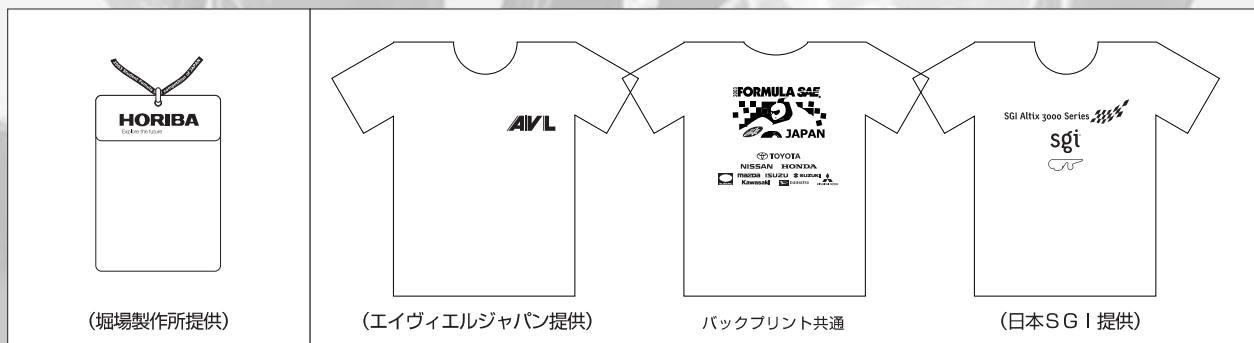 HORIBA
Explore the future
(堀場製作所提供)
AVL
(エイヴィエルジャパン提供)
2003 FORMULA SAE
JAPAN
TOYOTA
NISSAN HONDA
mazda ISUZU SUZUKI
Kawasaki DAIHATSU
バックプリント共通
SGI Altix 3000 Series
sgi
(日本SGI提供)